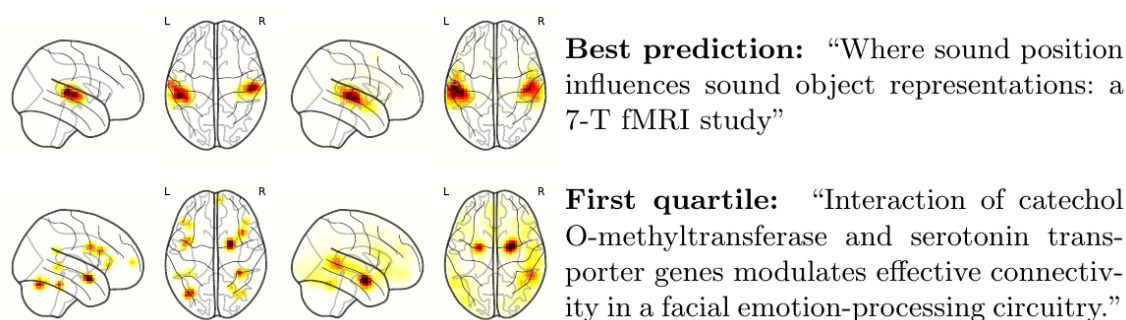 L R L R
Best prediction: “Where sound position
influences sound object representations: a
7-T fMRI study”
L R L R
First quartile: “Interaction of catechol
O-methyltransferase and serotonin trans-
porter genes modulates effective connectiv-
ity in a facial emotion-processing circuitry.”